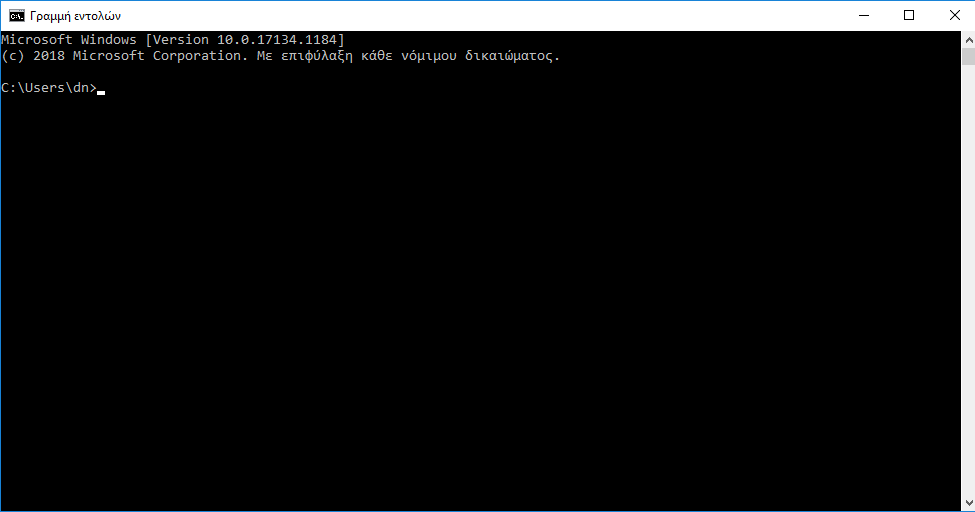 Γραμμή εντολών
Microsoft Windows [Version 10.0.17134.1184]
(c) 2018 Microsoft Corporation. Με επιφύλαξη κάθε νόμιμου δικαιώματος.
C:\Users\dn>